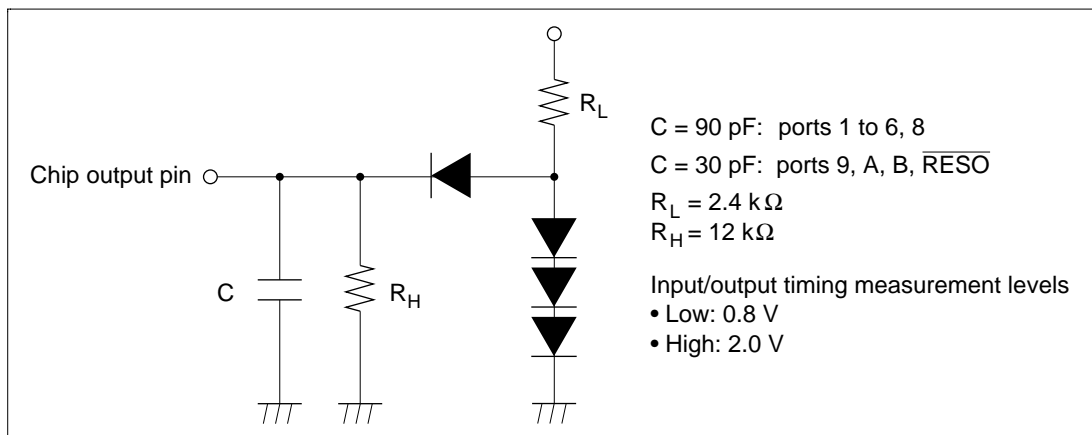 R_L
Chip output pin
C
R_H
C = 90 pF: ports 1 to 6, 8
C = 30 pF: ports 9, A, B, R̅E̅S̅O̅
R_L = 2.4 kΩ
R_H = 12 kΩ
Input/output timing measurement levels
• Low: 0.8 V
• High: 2.0 V